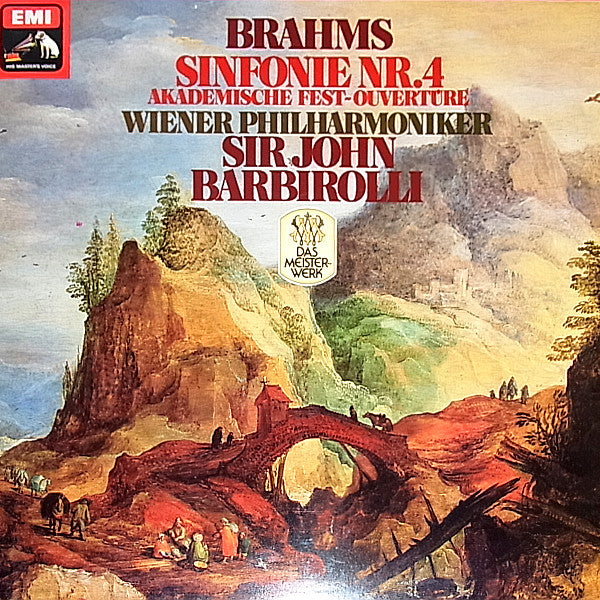 EMI
HIS MASTER'S VOICE
BRAHMS
SINFONIE NR.4
AKADEMISCHE FEST-OUVERTÜRE
WIENER PHILHARMONIKER
SIR JOHN
BARBIROLLI
DAS
MEISTER-
WERK